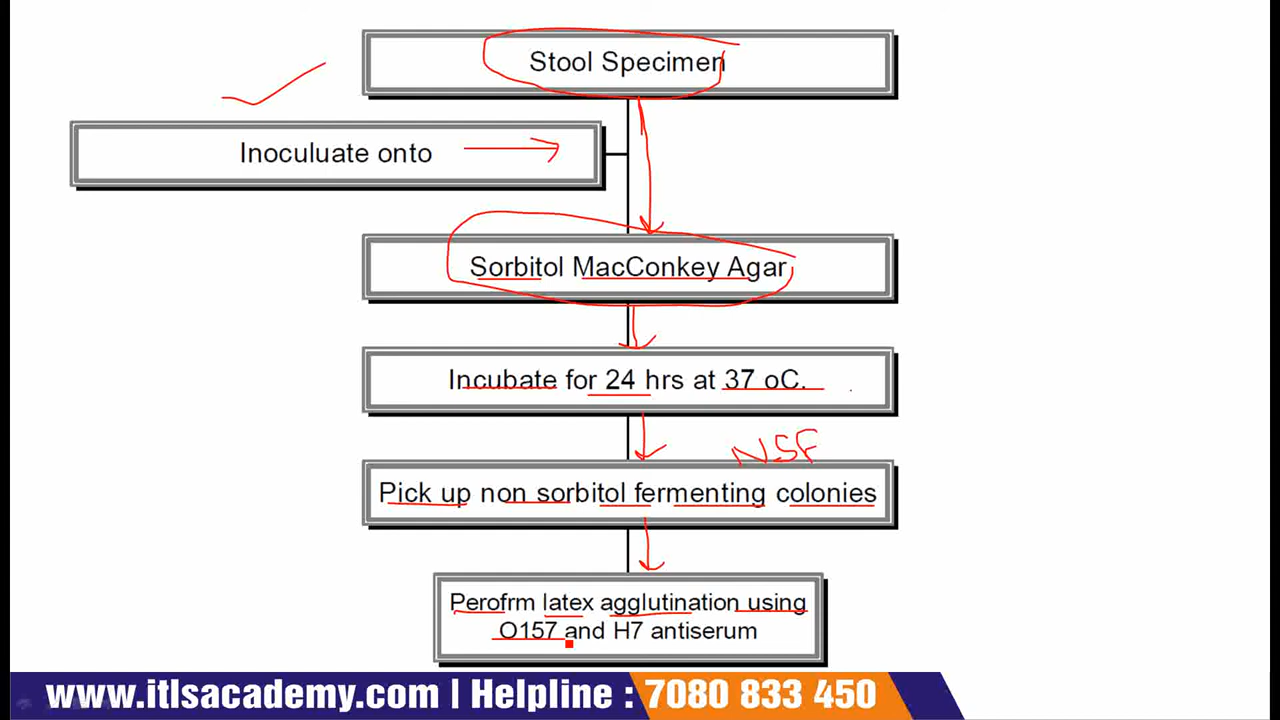 Stool Specimen
Inoculuate onto
Sorbitol MacConkey Agar
Incubate for 24 hrs at 37 oC.
NSF
Pick up non sorbitol fermenting colonies
Perofrm latex agglutination using
O157 and H7 antiserum
www.itlsacademy.com | Helpline : 7080 833 450